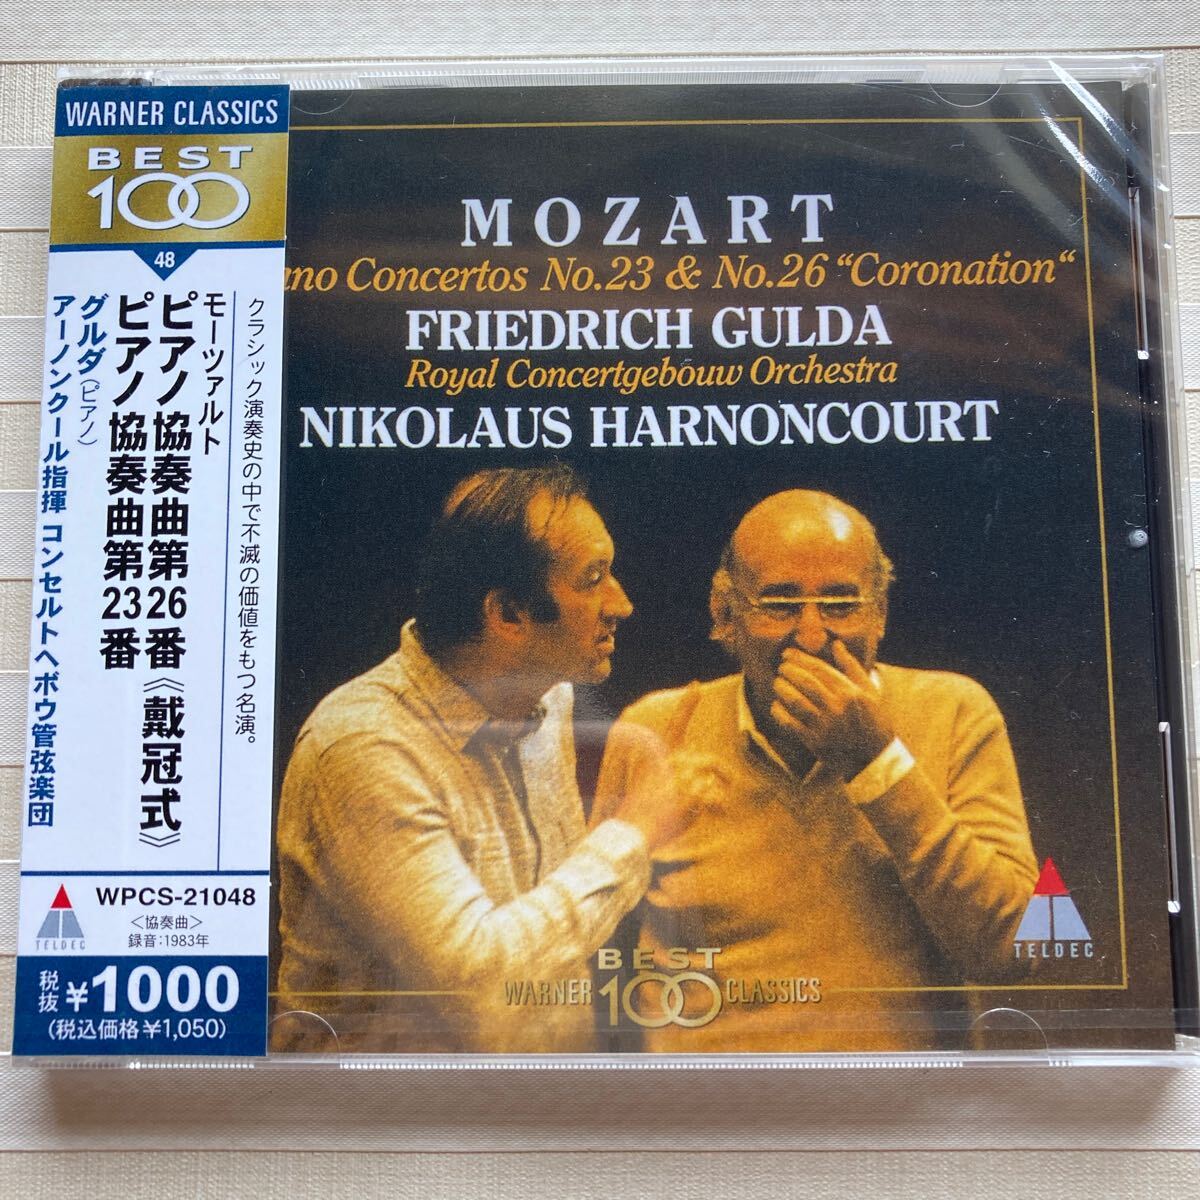 WARNER CLASSICS
BEST
100
48
クラシック演奏史の中で不滅の価値をもつ名演。
モーツァルト
ピアノ協奏曲第26番《戴冠式》
ピアノ協奏曲第23番
グルダ(ピアノ)
アーノンクール指揮 コンセルトヘボウ管弦楽団
TELDEC
WPCS-21048
<協奏曲>
録音:1983年
税抜 ¥1000
(税込価格¥1,050)
MOZART
ano Concertos No.23 & No.26 “Coronation“
FRIEDRICH GULDA
Royal Concertgebouw Orchestra
NIKOLAUS HARNONCOURT
BEST
WARNER 100 CLASSICS
TELDEC